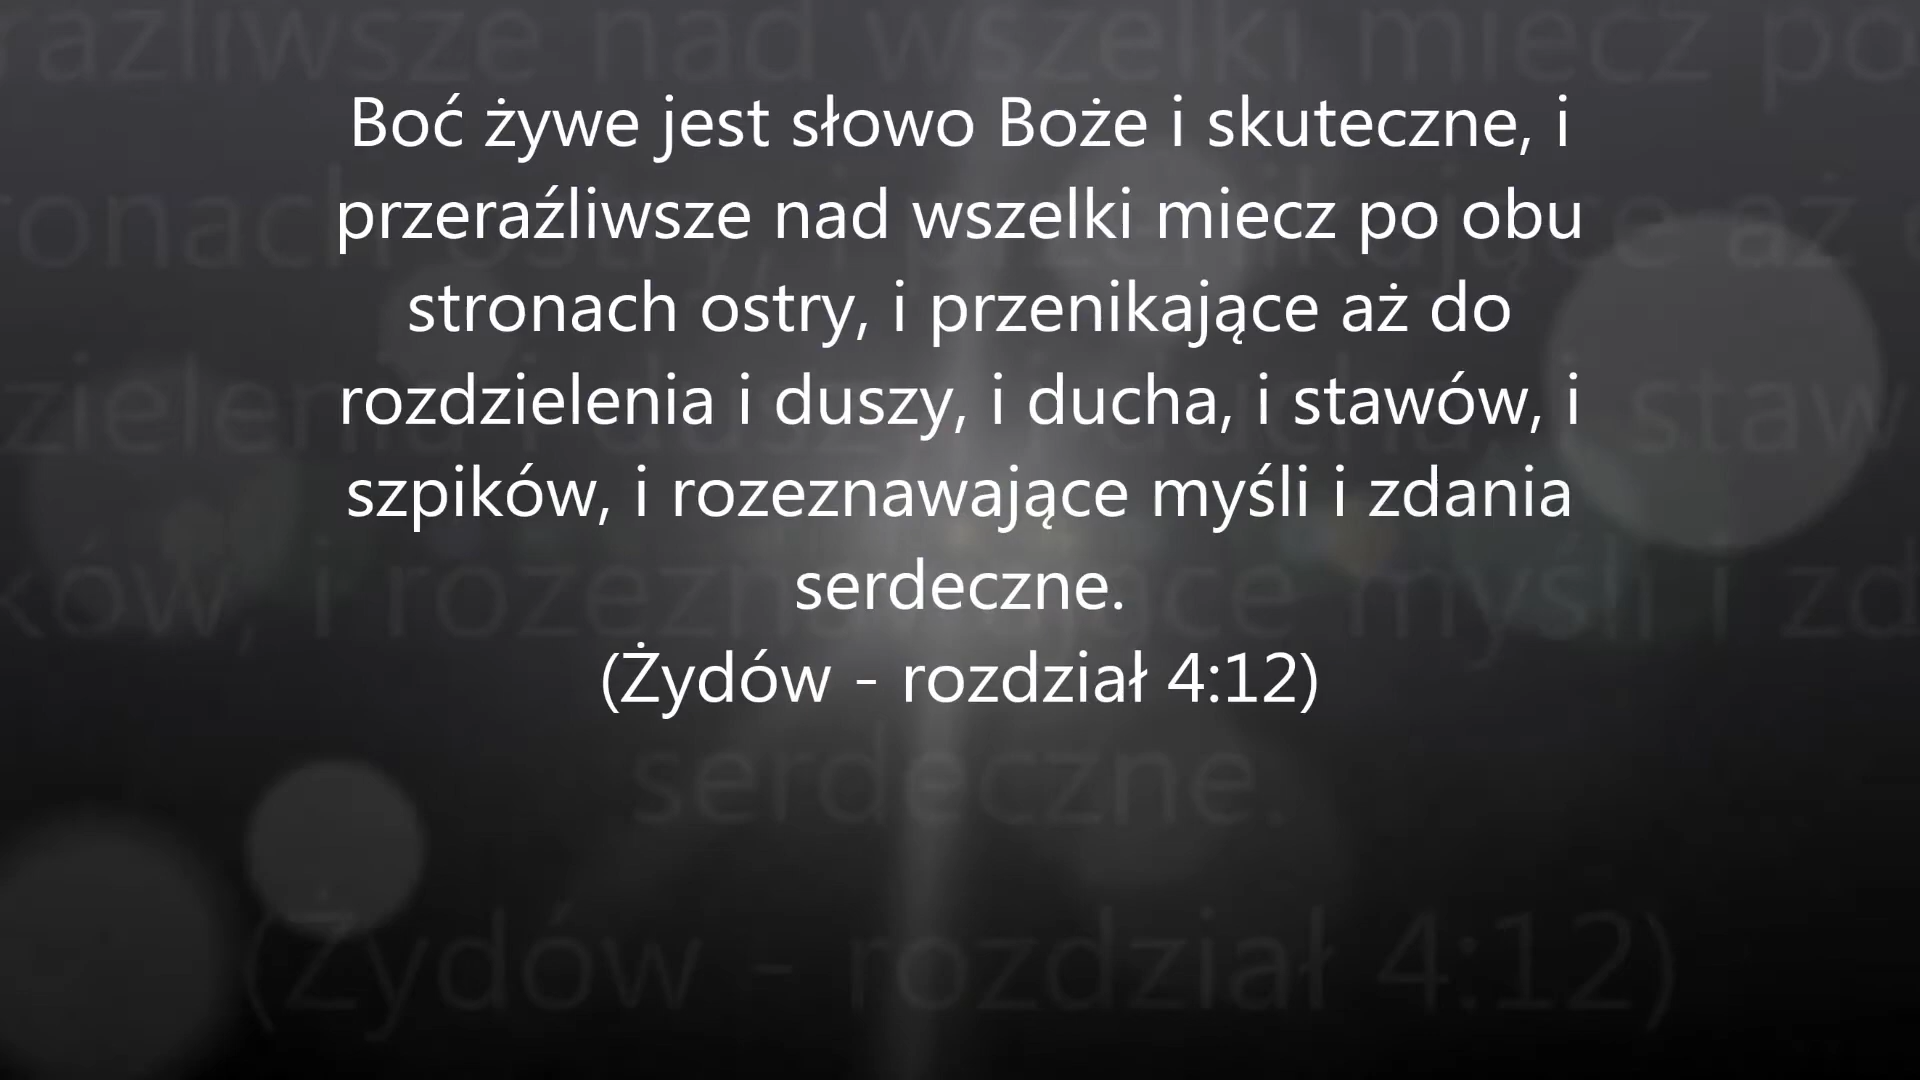 Boć żywe jest słowo Boże i skuteczne, i
przeraźliwsze nad wszelki miecz po obu
stronach ostry, i przenikające aż do
rozdzielenia i duszy, i ducha, i stawów, i
szpików, i rozeznawające myśli i zdania
serdeczne.
(Żydów - rozdział 4:12)